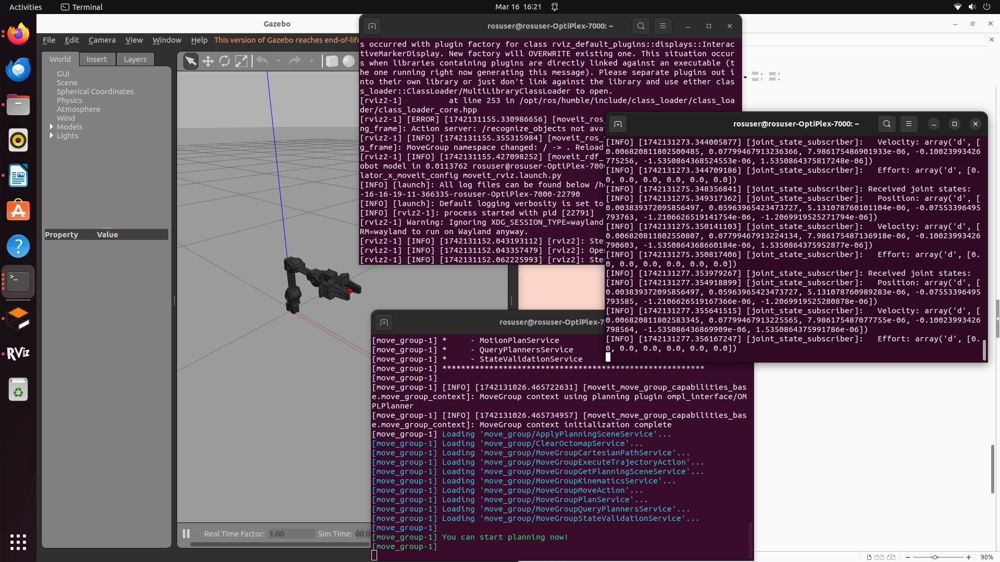 Activities
Terminal
Mar 16 16:21
Gazebo
File Edit Camera View Window Help This version of Gazebo reaches end-of-life
World Insert Layers
GUI
Scene
Spherical Coordinates
Physics
Atmosphere
Wind
Models
Lights
Property Value
Real Time Factor: 1.00 Sim Time: 00 0
RViz
rosuser@rosuser-OptiPlex-7000: ~
s occurred with plugin factory for class rviz_default_plugins::displays::Interac
tiveMarkerDisplay. New factory will OVERWRITE existing one. This situation occur
s when libraries containing plugins are directly linked against an executable (t
he one running right now generating this message). Please separate plugins out i
nto their own library or just don't link against the library and use either clas
s_loader::ClassLoader/MultiLibraryClassLoader to open.
[rviz2-1]          at line 253 in /opt/ros/humble/include/class_loader/class_loa
der/class_loader_core.hpp
[rviz2-1] [ERROR] [1742131155.330986656] [moveit_ros_
ng_frame]: Action server: /recognize_objects not ava
[rviz2-1] [INFO] [1742131155.355315984] [moveit_ros_
g_frame]: MoveGroup namespace changed: / -> . Reload
[rviz2-1] [INFO] [1742131155.427098252] [moveit_rdf_
obot model in 0.0113762 rosuser@rosuser-OptiPlex-700
lator_x_moveit_config moveit_rviz.launch.py
[INFO] [launch]: All log files can be found below /h
-16-16-19-11-366335-rosuser-OptiPlex-7000-22790
[INFO] [launch]: Default logging verbosity is set to
[INFO] [rviz2-1]: process started with pid [22791]
[rviz2-1] Warning: Ignoring XDG_SESSION_TYPE=wayland
RM=wayland to run on Wayland anyway.
[rviz2-1] [INFO] [1742131152.043193112] [rviz2]: Ste
[rviz2-1] [INFO] [1742131152.043357479] [rviz2]: Ope
[rviz2-1] [INFO] [1742131152.062225993] [rviz2]: Ste
rosuser@rosuser-OptiPlex-7000: ~
[INFO] [1742131273.344005877] [joint_state_subscriber]:   Velocity: array('d', [
0.006820811802500485, 0.07799467913236366, 7.986175486901933e-06, -0.10023993426
775256, -1.5350864368524553e-06, 1.5350864375817248e-06])
[INFO] [1742131273.344709186] [joint_state_subscriber]:   Effort: array('d', [0.
0, 0.0, 0.0, 0.0, 0.0, 0.0])
[INFO] [1742131275.348356841] [joint_state_subscriber]: Received joint states:
[INFO] [1742131275.349317362] [joint_state_subscriber]:   Position: array('d', [
0.003839372095856497, 0.05963965423473727, 5.131078760101104e-06, -0.07553396495
793763, -1.2106626519141754e-06, -1.2069919525271794e-06])
[INFO] [1742131275.350141103] [joint_state_subscriber]:   Velocity: array('d', [
0.006820811802550807, 0.07799467913224134, 7.986175487136918e-06, -0.10023993426
790603, -1.5350864368660184e-06, 1.5350864375952877e-06])
[INFO] [1742131275.350817406] [joint_state_subscriber]:   Effort: array('d', [0.
0, 0.0, 0.0, 0.0, 0.0, 0.0])
[INFO] [1742131277.353979267] [joint_state_subscriber]: Received joint states:
[INFO] [1742131277.354918899] [joint_state_subscriber]:   Position: array('d', [
0.003839372095856497, 0.05963965423473727, 5.131078760989283e-06, -0.07553396495
793585, -1.2106626519167366e-06, -1.2069919525280878e-06])
[INFO] [1742131277.355641515] [joint_state_subscriber]:   Velocity: array('d', [
0.006820811802583345, 0.07799467913225565, 7.986175487077755e-06, -0.10023993426
798564, -1.535086436869909e-06, 1.5350864375991786e-06])
[INFO] [1742131277.356167247] [joint_state_subscriber]:   Effort: array('d', [0.
0, 0.0, 0.0, 0.0, 0.0, 0.0])
rosuser@rosuser-OptiPlex-7
[move_group-1] *     - MotionPlanService
[move_group-1] *     - QueryPlannersService
[move_group-1] *     - StateValidationService
[move_group-1] ********************************************************
[move_group-1]
[move_group-1] [INFO] [1742131026.465722631] [moveit_move_group_capabilities_bas
e.move_group_context]: MoveGroup context using planning plugin ompl_interface/OM
PLPlanner
[move_group-1] [INFO] [1742131026.465734957] [moveit_move_group_capabilities_bas
e.move_group_context]: MoveGroup context initialization complete
[move_group-1] Loading 'move_group/ApplyPlanningSceneService'...
[move_group-1] Loading 'move_group/ClearOctomapService'...
[move_group-1] Loading 'move_group/MoveGroupCartesianPathService'...
[move_group-1] Loading 'move_group/MoveGroupExecuteTrajectoryAction'...
[move_group-1] Loading 'move_group/MoveGroupGetPlanningSceneService'...
[move_group-1] Loading 'move_group/MoveGroupKinematicsService'...
[move_group-1] Loading 'move_group/MoveGroupMoveAction'...
[move_group-1] Loading 'move_group/MoveGroupPlanService'...
[move_group-1] Loading 'move_group/MoveGroupQueryPlannersService'...
[move_group-1] Loading 'move_group/MoveGroupStateValidationService'...
[move_group-1]
[move_group-1] You can start planning now!
[move_group-1]
90%